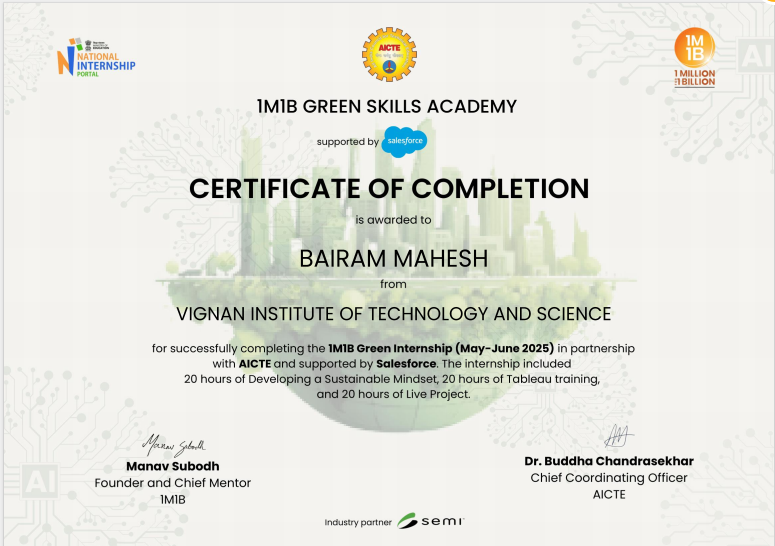 NATIONAL
INTERNSHIP
PORTAL
AICTE
1M
1B
1 MILLION
1 BILLION
AI
1M1B GREEN SKILLS ACADEMY
supported by salesforce
CERTIFICATE OF COMPLETION
is awarded to
BAIRAM MAHESH
from
VIGNAN INSTITUTE OF TECHNOLOGY AND SCIENCE
for successfully completing the 1M1B Green Internship (May-June 2025) in partnership
with AICTE and supported by Salesforce. The internship included
20 hours of Developing a Sustainable Mindset, 20 hours of Tableau training,
and 20 hours of Live Project.
Manav Subodh
Manav Subodh
Founder and Chief Mentor
1M1B
Dr. Buddha Chandrasekhar
Chief Coordinating Officer
AICTE
AI
Industry partner semi